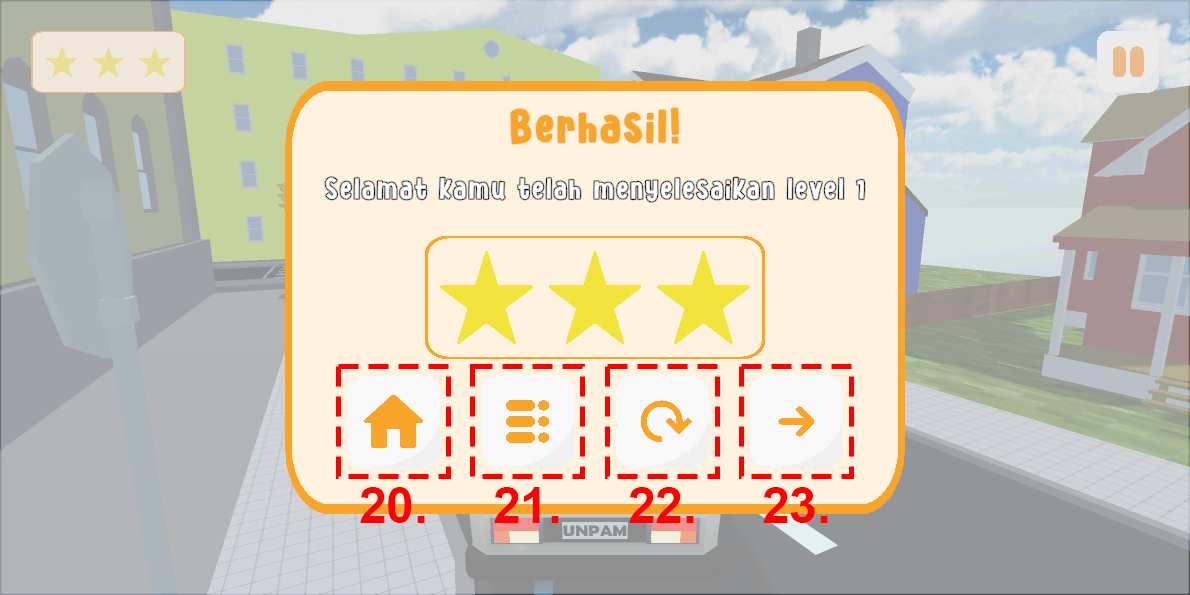 Berhasil!
Selamat kamu telah menyelesaikan level 1
20. 21. 22. 23.
UNPAM